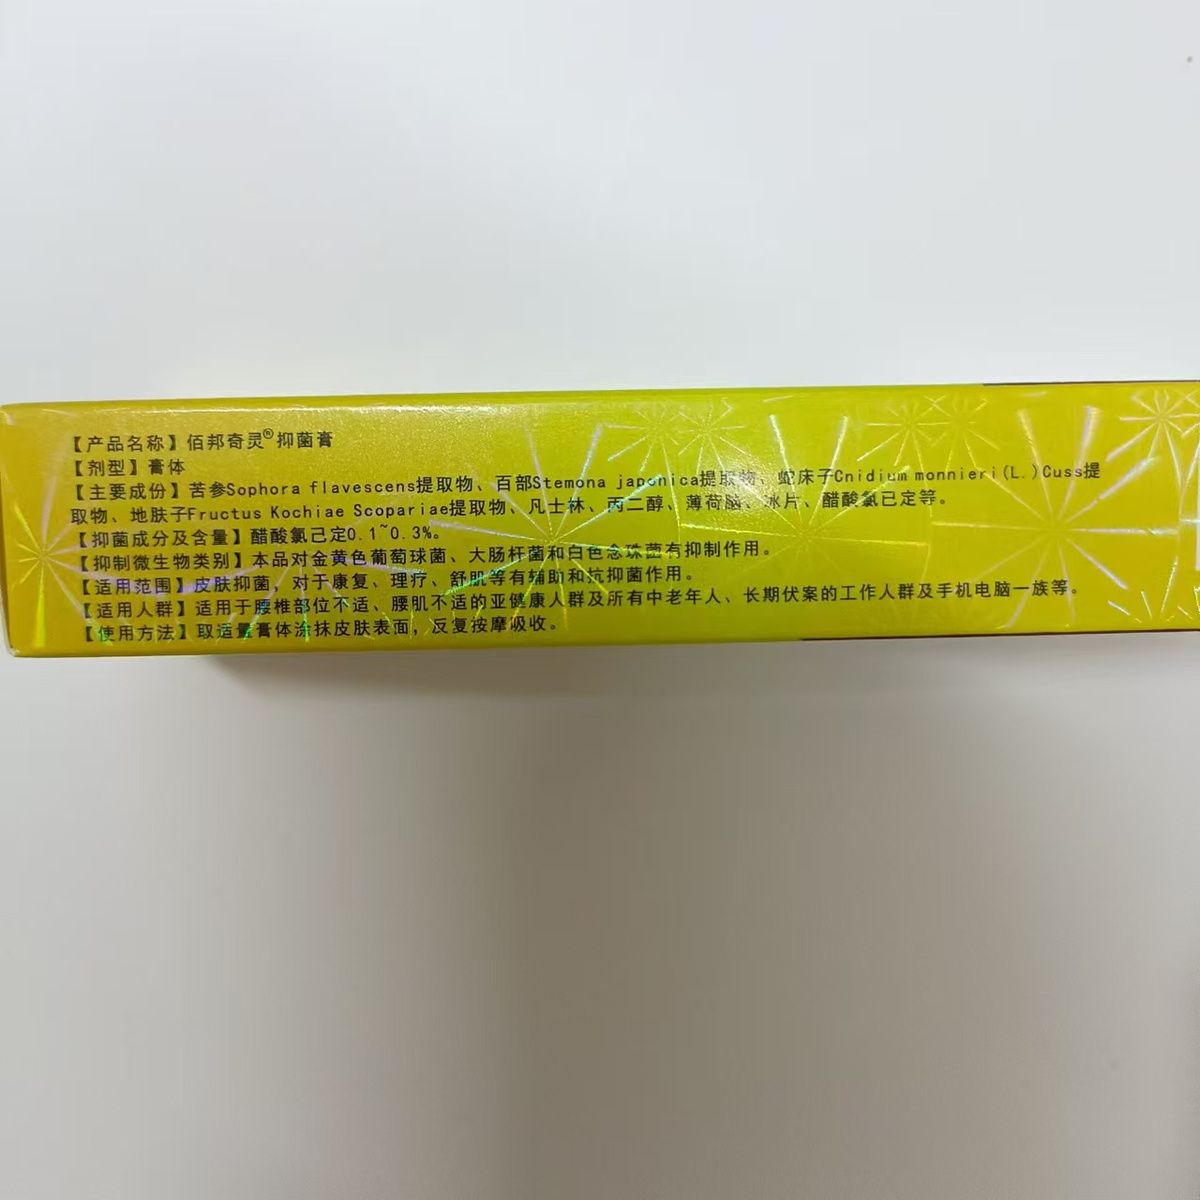 【产品名称】佰邦奇灵®抑菌膏
【剂型】膏体
【主要成份】苦参Sophora flavescens提取物、百部Stemona japonica提取物、蛇床子Cnidium monnieri(L.)Cuss提
取物、地肤子Fructus Kochiae Scopariae提取物、凡士林、丙二醇、薄荷脑、冰片、醋酸氯已定等。
【抑菌成分及含量】醋酸氯己定0.1~0.3%。
【抑制微生物类别】本品对金黄色葡萄球菌、大肠杆菌和白色念珠菌有抑制作用。
【适用范围】皮肤抑菌、对于康复、理疗、舒肌等有辅助和抗抑菌作用。
【适用人群】适用于腰椎部位不适、腰肌不适的亚健康人群及所有中老年人、长期伏案的工作人群及手机电脑一族等。
【使用方法】取适量膏体涂抹皮肤表面，反复按摩吸收。